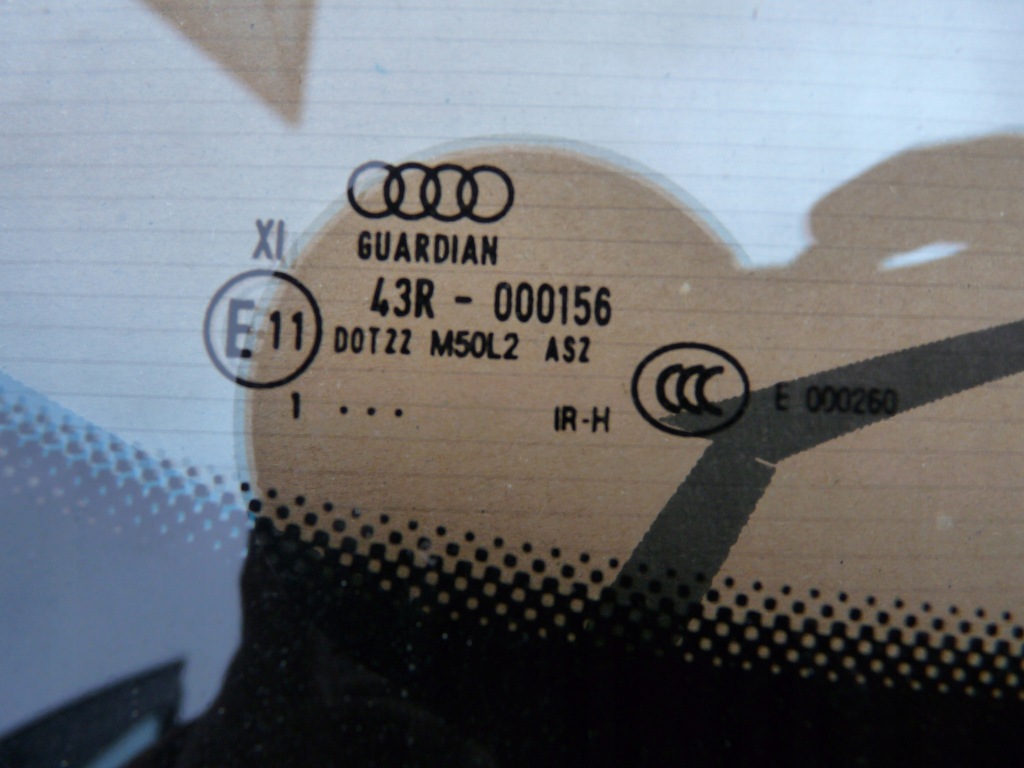 GUARDIAN
XI
43R - 000156
E 11
DOT22 M50L2 AS2
1 ...
IR-H
CCC
E 000260